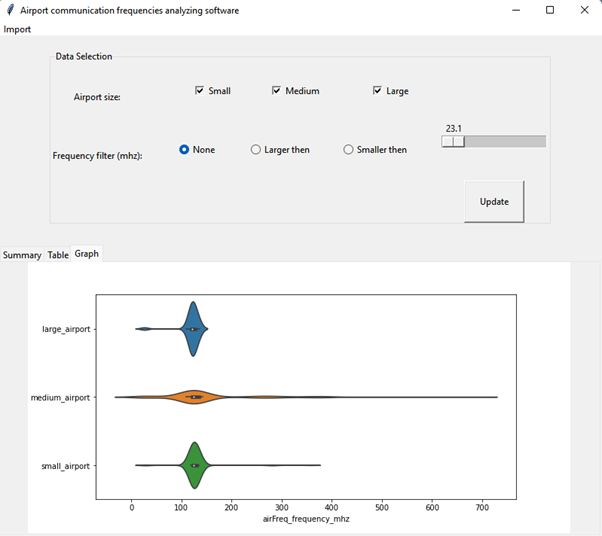 Airport communication frequencies analyzing software
Import
Data Selection
Airport size:
Small
Medium
Large
23.1
Frequency filter (mhz):
None
Larger then
Smaller then
Update
Summary Table Graph
large_airport
medium_airport
small_airport
0 100 200 300 400 500 600 700
airFreq_frequency_mhz